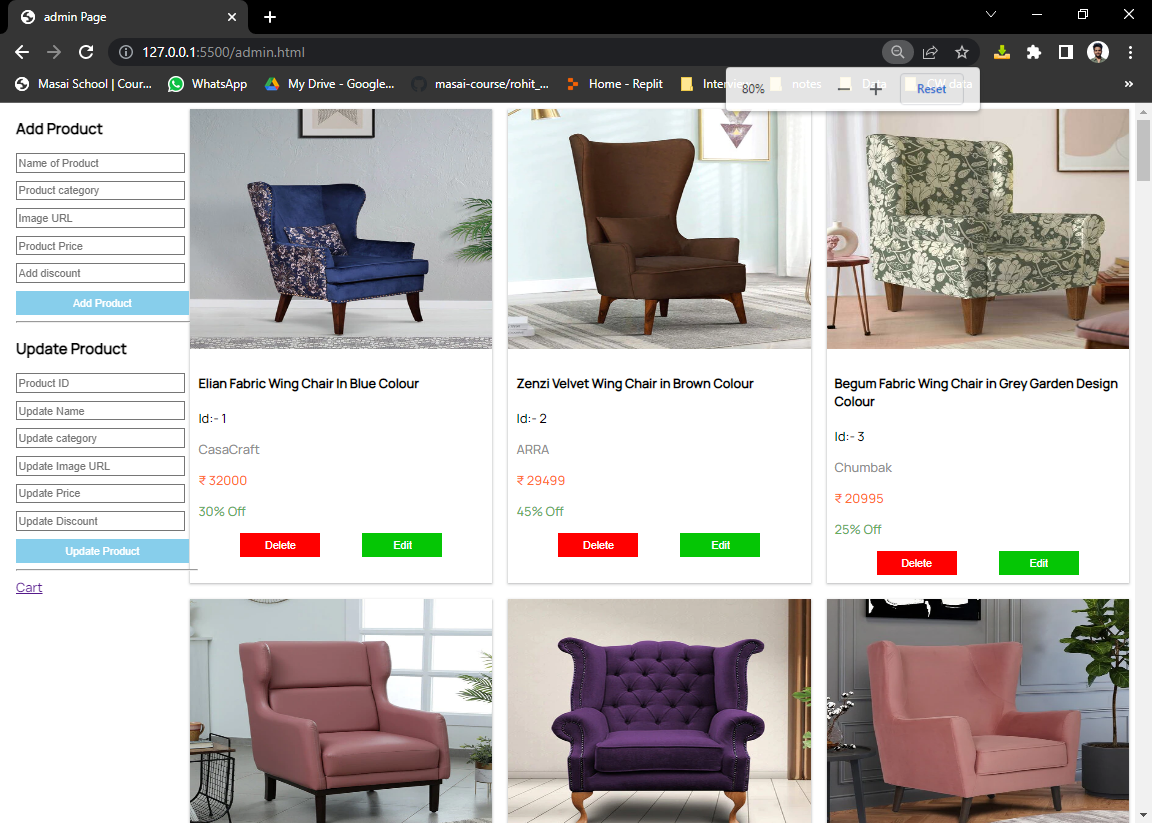 admin Page
127.0.0.1:5500/admin.html
Masai School | Cour...
WhatsApp
My Drive - Google...
masai-course/rohit_...
Home - Replit
Interview
notes
Data
CW data
»
80%
Reset
Add Product
Name of Product
Product category
Image URL
Product Price
Add discount
Add Product
Update Product
Product ID
Update Name
Update category
Update Image URL
Update Price
Update Discount
Update Product
Cart
Elian Fabric Wing Chair In Blue Colour
Id:- 1
CasaCraft
₹ 32000
30% Off
Delete
Edit
Zenzi Velvet Wing Chair in Brown Colour
Id:- 2
ARRA
₹ 29499
45% Off
Delete
Edit
Begum Fabric Wing Chair in Grey Garden Design
Colour
Id:- 3
Chumbak
₹ 20995
25% Off
Delete
Edit